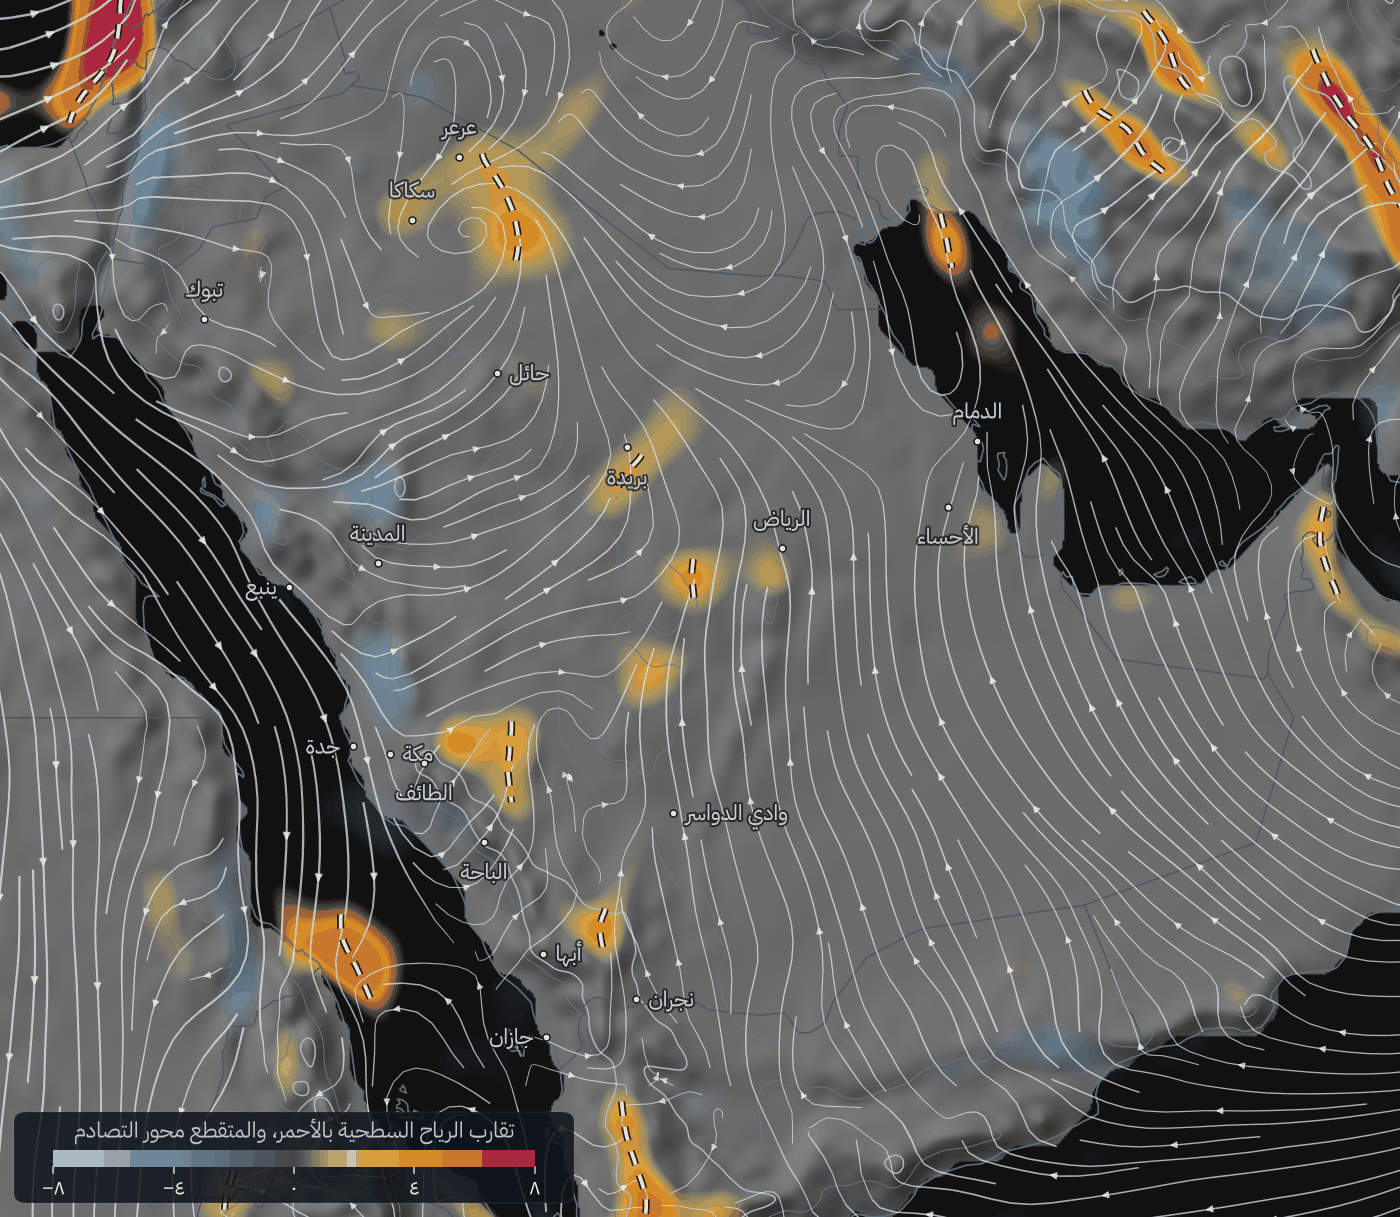 عرعر
سكاكا
تبوك
حائل
الدمام
بريدة
الرياض
الأحساء
المدينة
ينبع
جدة
مكة
الطائف
وادي الدواسر
الباحة
أبها
نجران
جازان
تقارب الرياح السطحية بالأحمر، والمتقطع محور التصادم
−٨ −٤ ٠ ٤ ٨